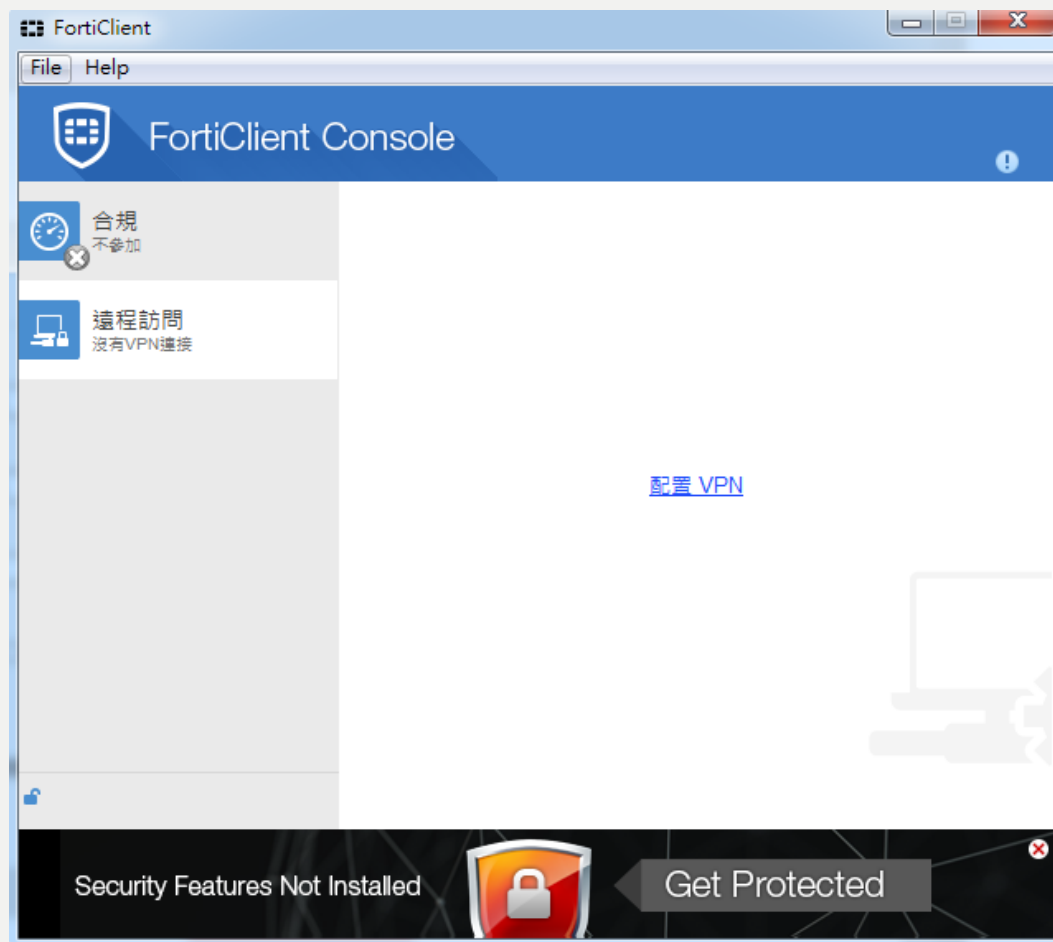 FortiClient
File Help
FortiClient Console
合規
不參加
遠程訪問
沒有VPN連接
配置 VPN
Security Features Not Installed
Get Protected